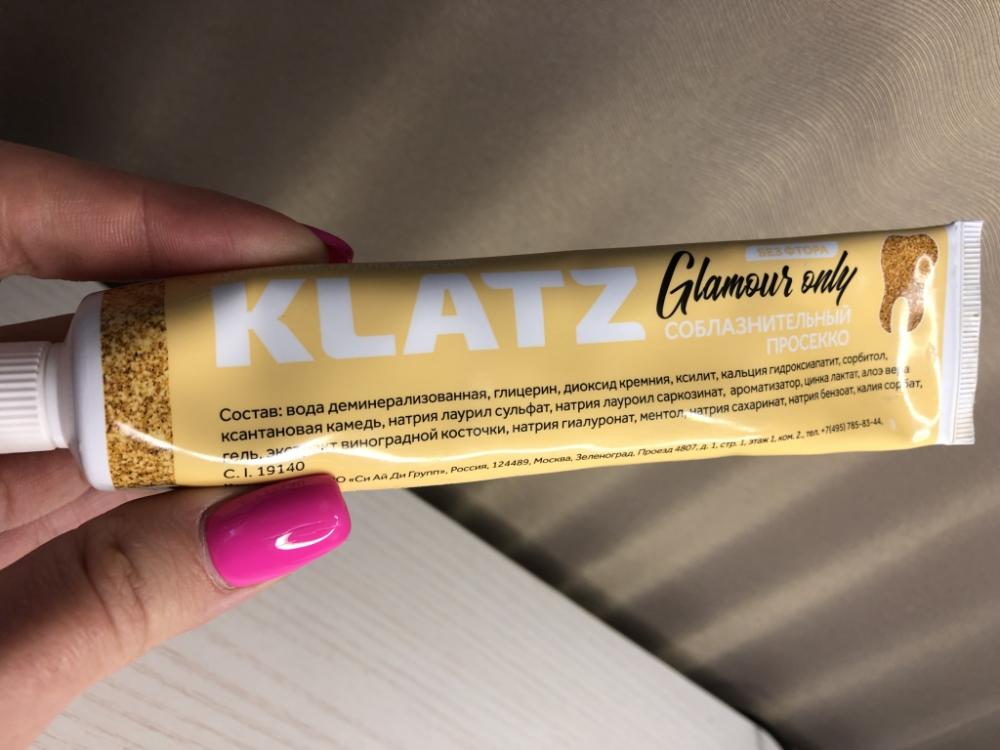 БЕЗ ФТОРА
KLATZ
Glamour only
СОБЛАЗНИТЕЛЬНЫЙ
ПРОСЕККО
Состав: вода деминерализованная, глицерин, диоксид кремния, ксилит, кальция гидроксиапатит, сорбитол,
ксантановая камедь, натрия лаурил сульфат, натрия лауроил саркозинат, ароматизатор, цинка лактат, алоэ вера
гель, экстракт виноградной косточки, натрия гиалуронат, ментол, натрия сахаринат, натрия бензоат, калия сорбат,
C. I. 19140
«Си Ай Ди Групп», Россия, 124489, Москва, Зеленоград, Проезд 4807, д. 1, стр. 1, этаж 1, ком. 2., тел. +7(495) 785-83-44,